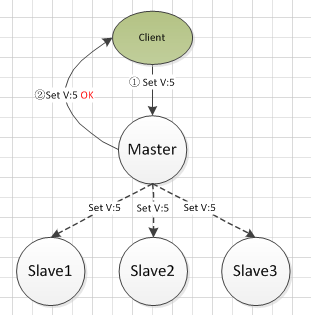 Client
① Set V:5
②Set V:5 OK
Master
Set V:5
Set V:5
Set V:5
Slave1
Slave2
Slave3